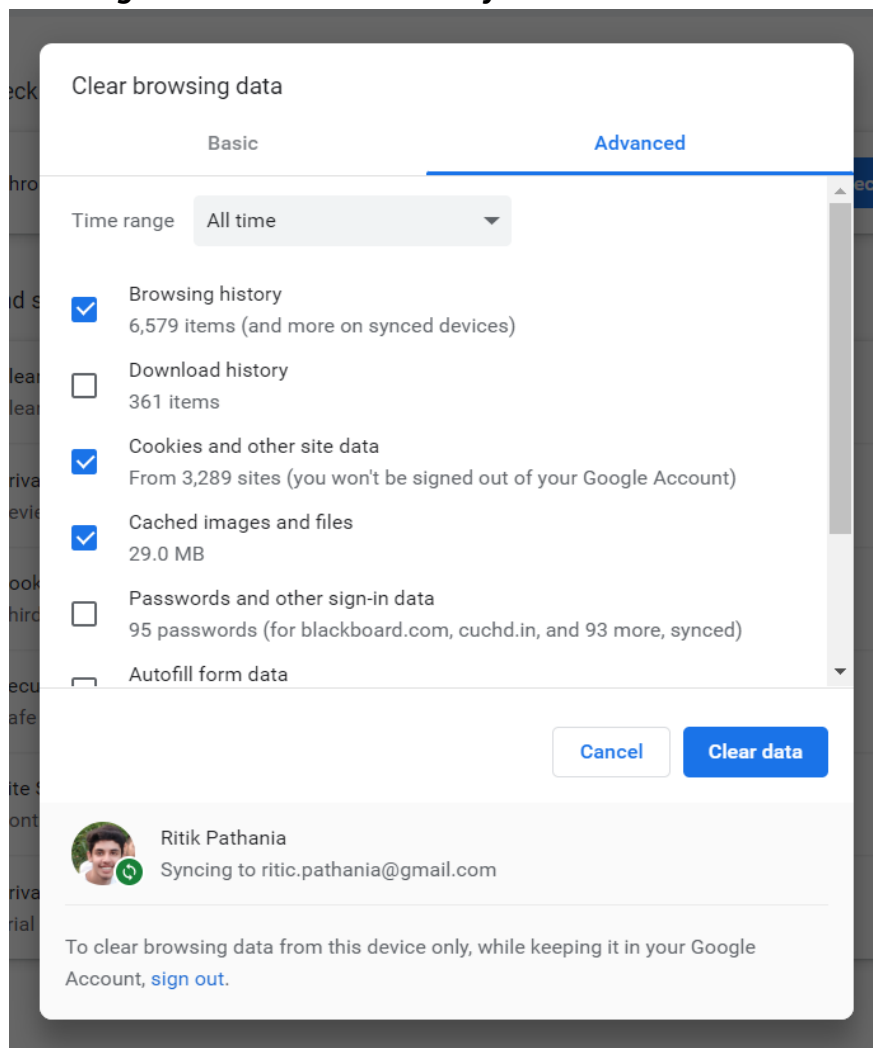 Clear browsing data
Basic Advanced
Time range All time
Browsing history
6,579 items (and more on synced devices)
Download history
361 items
Cookies and other site data
From 3,289 sites (you won't be signed out of your Google Account)
Cached images and files
29.0 MB
Passwords and other sign-in data
95 passwords (for blackboard.com, cuchd.in, and 93 more, synced)
Autofill form data
Cancel Clear data
Ritik Pathania
Syncing to ritic.pathania@gmail.com
To clear browsing data from this device only, while keeping it in your Google
Account, sign out.